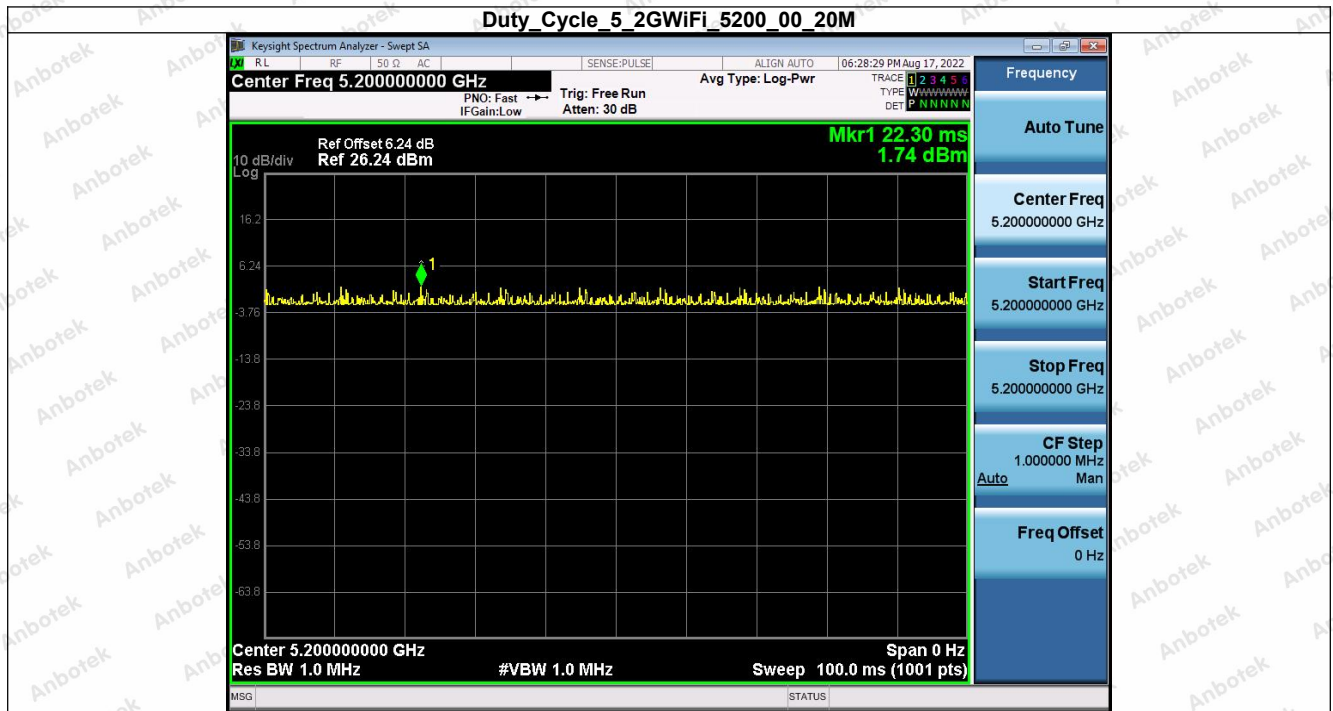 Duty_Cycle_5_2GWiFi_5200_00_20M
Keysight Spectrum Analyzer - Swept SA
LXI RL RF 50 Ω AC SENSE:PULSE ALIGN AUTO 06:28:29 PM Aug 17, 2022
Center Freq 5.200000000 GHz
PNO: Fast
IFGain:Low
Trig: Free Run
Atten: 30 dB
Avg Type: Log-Pwr
TRACE 1 2 3 4 5 6
TYPE WWWWWW
DET P N N N N N
Mkr1 22.30 ms
1.74 dBm
Ref Offset 6.24 dB
10 dB/div Ref 26.24 dBm
Log
16.2
6.24
-3.76
-13.8
-23.8
-33.8
-43.8
-53.8
-63.8
1
Center 5.200000000 GHz Span 0 Hz
Res BW 1.0 MHz #VBW 1.0 MHz Sweep 100.0 ms (1001 pts)
MSG STATUS
Frequency
Auto Tune
Center Freq
5.200000000 GHz
Start Freq
5.200000000 GHz
Stop Freq
5.200000000 GHz
CF Step
1.000000 MHz
Auto Man
Freq Offset
0 Hz
Anbotek